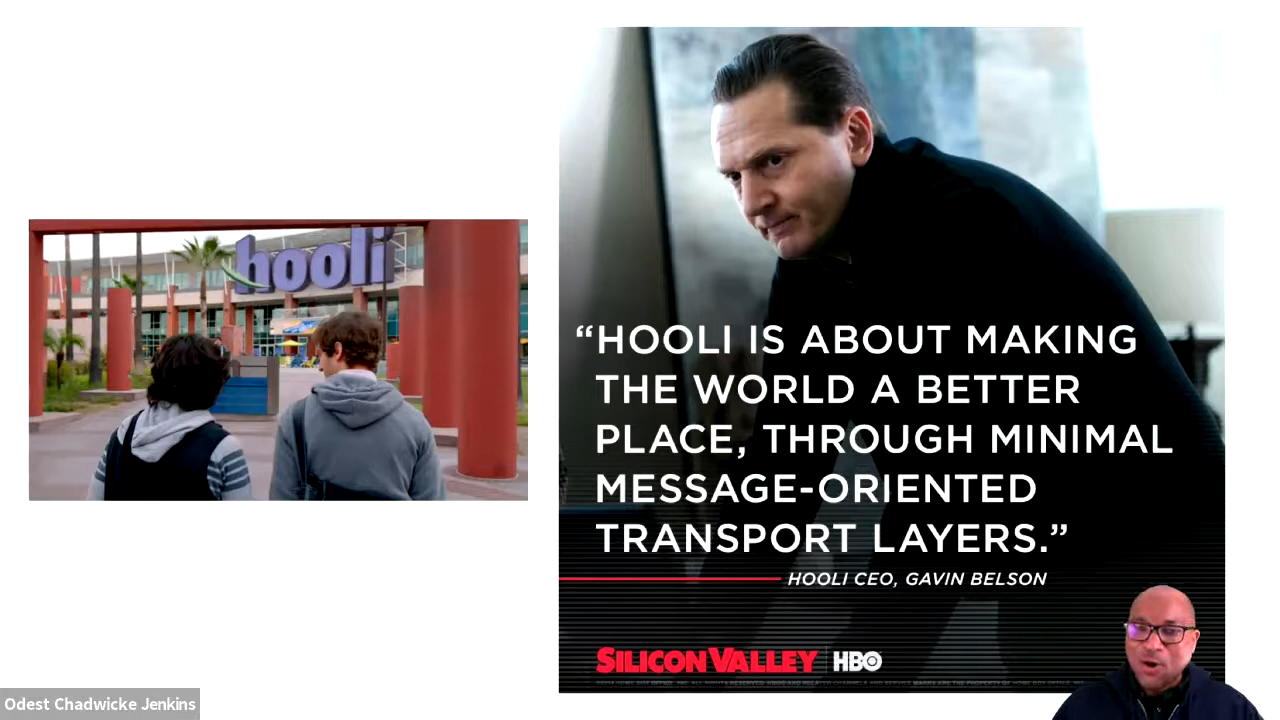 hooli
“HOOLI IS ABOUT MAKING
THE WORLD A BETTER
PLACE, THROUGH MINIMAL
MESSAGE-ORIENTED
TRANSPORT LAYERS.”
HOOLI CEO, GAVIN BELSON
SILICON VALLEY HBO
Odest Chadwicke Jenkins